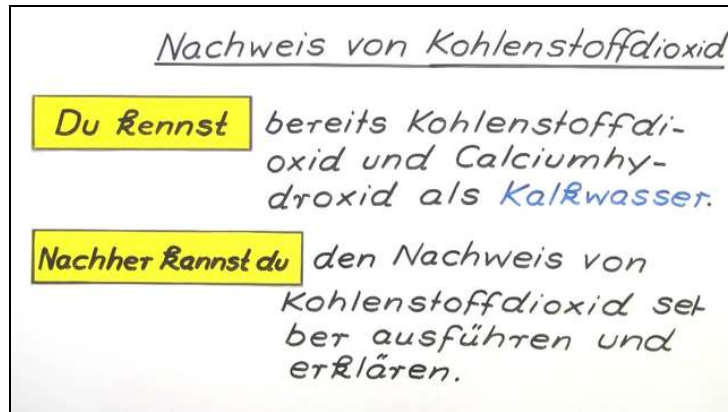 Nachweis von Kohlenstoffdioxid
Du kennst bereits Kohlenstoffdi-
oxid und Calciumhy-
droxid als Kalkwasser.
Nachher kannst du den Nachweis von
Kohlenstoffdioxid sel-
ber ausführen und
erklären.